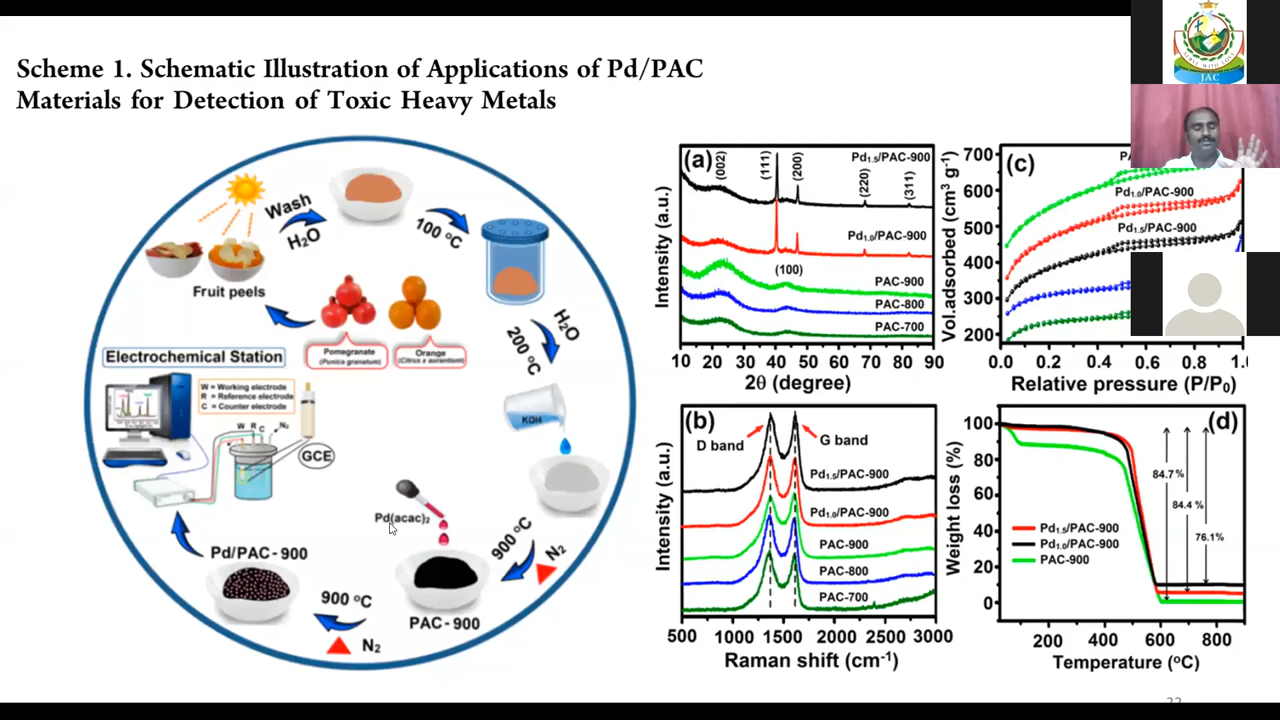 Scheme 1. Schematic Illustration of Applications of Pd/PAC
Materials for Detection of Toxic Heavy Metals
Wash
H₂O
100 ºC
H₂O
200 ºC
KOH
900 ºC
N₂
Pd(acac)₂
PAC-900
900 ºC
N₂
Pd/PAC-900
Fruit peels
Pomegranate
(Punica granatum)
Orange
(Citrus x aurantium)
Electrochemical Station
W = Working electrode
R = Reference electrode
C = Counter electrode
W R C N₂
GCE
(a)
(002)
(111)
(200)
(220)
(311)
Pd₁.₅/PAC-900
Pd₁.₀/PAC-900
(100)
PAC-900
PAC-800
PAC-700
Intensity (a.u.)
10 20 30 40 50 60 70 80 90
2θ (degree)
(b)
D band
G band
Pd₁.₅/PAC-900
Pd₁.₀/PAC-900
PAC-900
PAC-800
PAC-700
Intensity (a.u.)
500 1000 1500 2000 2500 3000
Raman shift (cm⁻¹)
(c)
Pd₁.₀/PAC-900
Pd₁.₅/PAC-900
Vol.adsorbed (cm³ g⁻¹)
700
600
500
400
300
200
0.0 0.2 0.4 0.6 0.8 1.0
Relative pressure (P/P₀)
(d)
84.7%
84.4 %
76.1%
Pd₁.₅/PAC-900
Pd₁.₀/PAC-900
PAC-900
Weight loss (%)
100
80
60
40
20
0
200 400 600 800
Temperature (ºC)
JAC